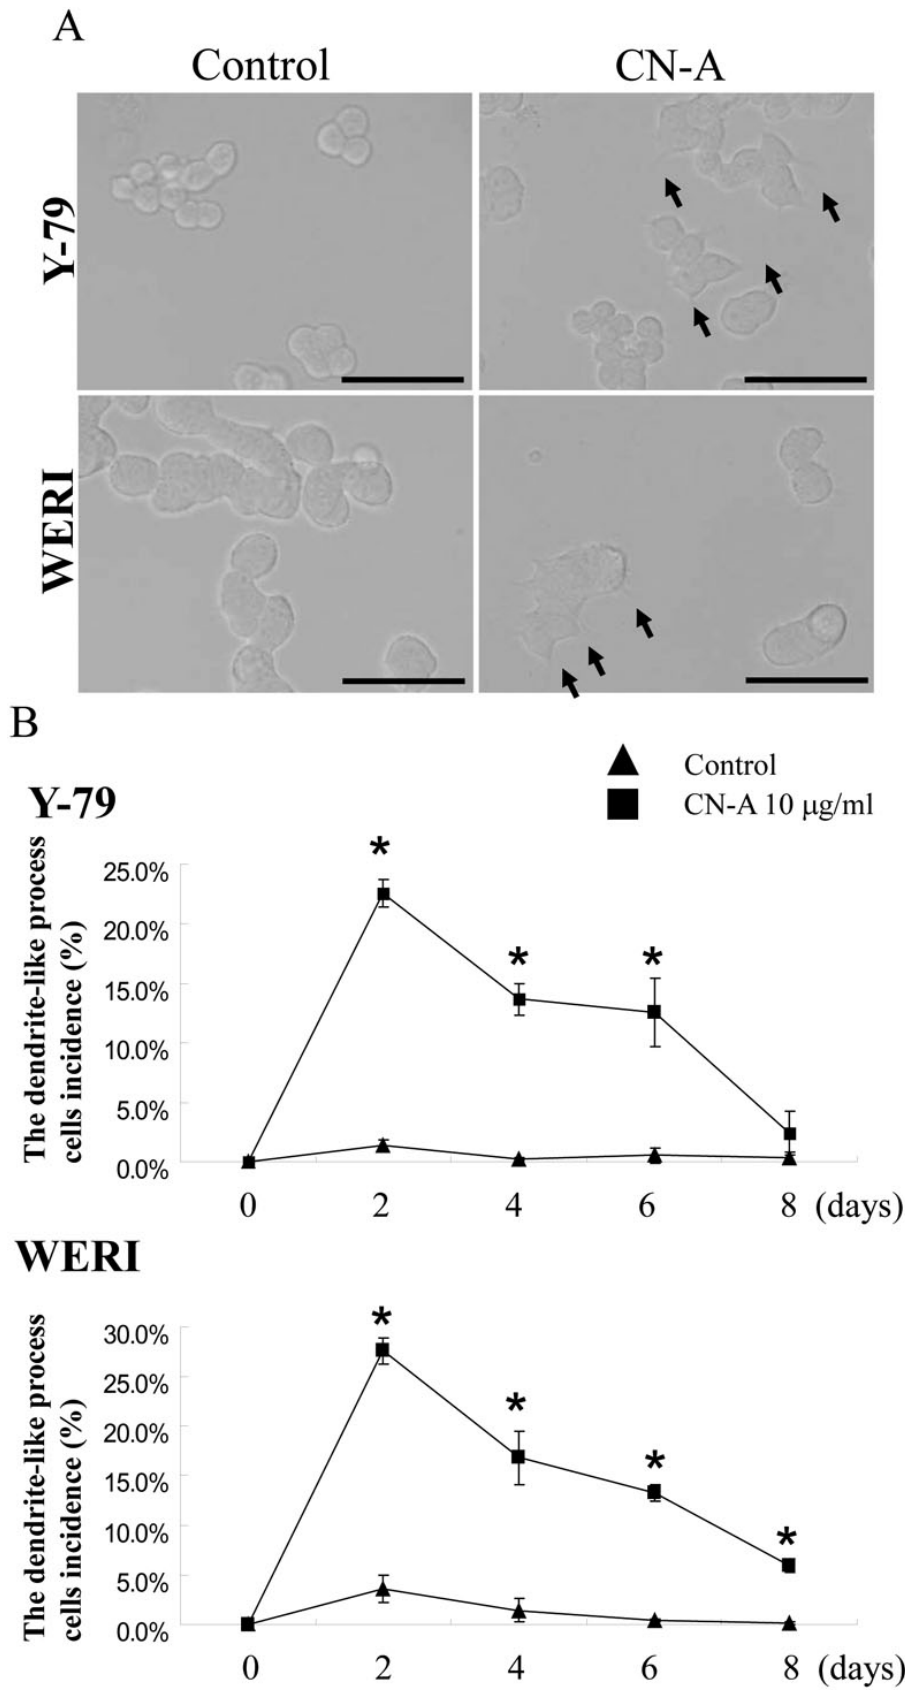 A
Control
CN-A
Y-79
WERI
B
Control
CN-A 10 μg/ml
Y-79
The dendrite-like process
cells incidence (%)
25.0%
20.0%
15.0%
10.0%
5.0%
0.0%
*
*
*
0 2 4 6 8 (days)
WERI
The dendrite-like process
cells incidence (%)
30.0%
25.0%
20.0%
15.0%
10.0%
5.0%
0.0%
*
*
*
*
0 2 4 6 8 (days)